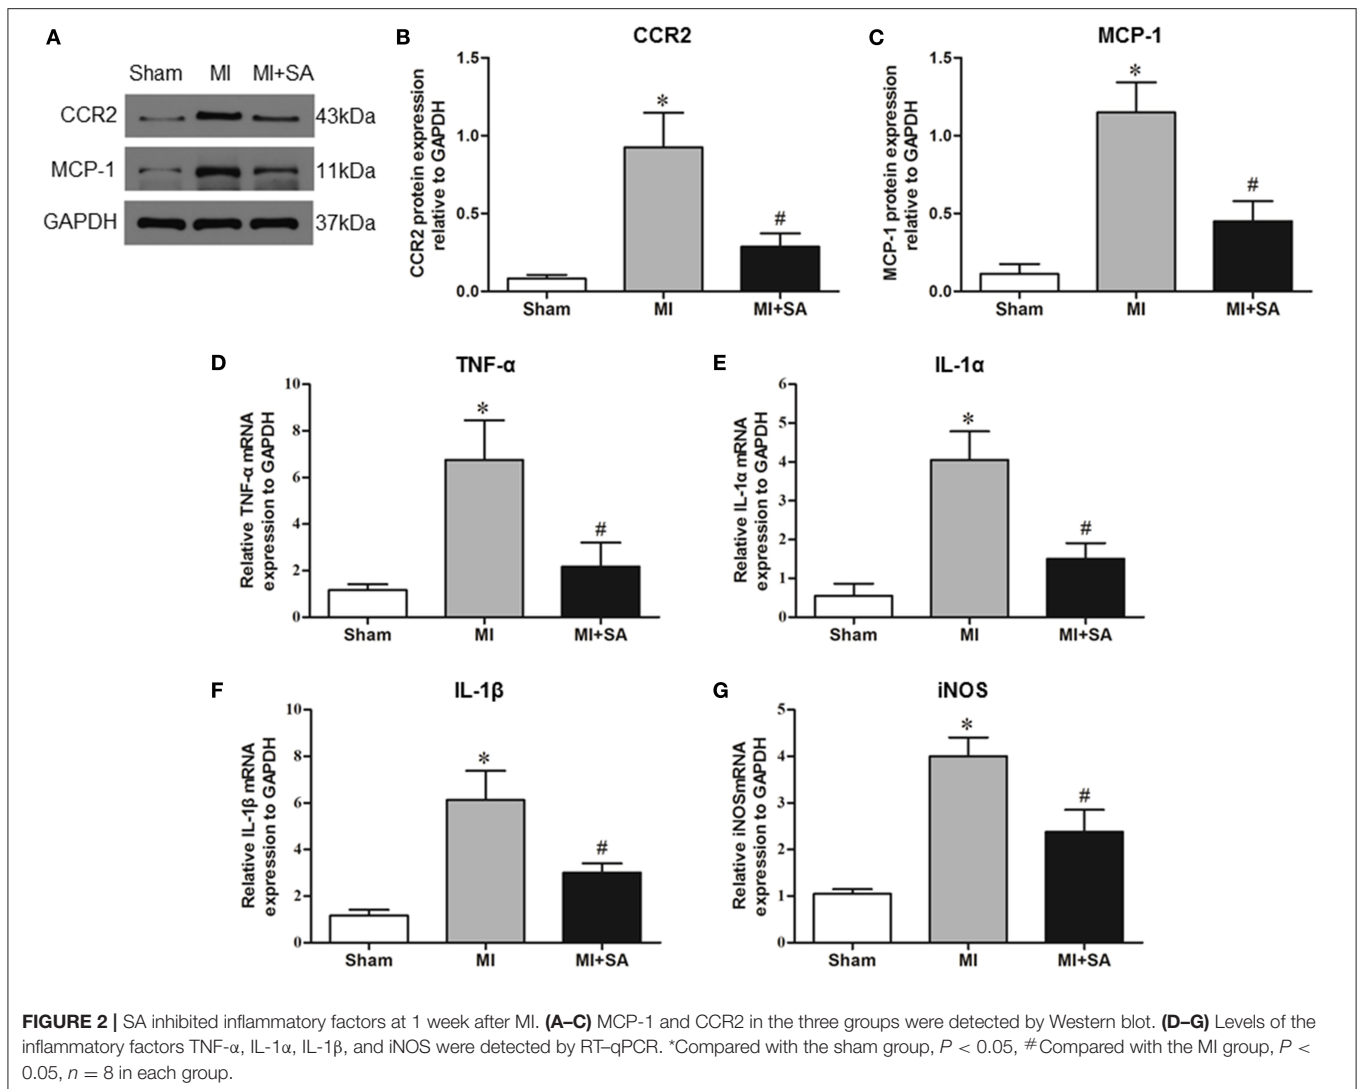 A
Sham MI MI+SA
CCR2 43kDa
MCP-1 11kDa
GAPDH 37kDa
B
CCR2
CCR2 protein expression
relative to GAPDH
1.5
1.0
0.5
0.0
*
#
Sham MI MI+SA
C
MCP-1
MCP-1 protein expression
relative to GAPDH
1.5
1.0
0.5
0.0
*
#
Sham MI MI+SA
D
TNF-α
Relative TNF-α mRNA
expression to GAPDH
10
8
6
4
2
0
*
#
Sham MI MI+SA
E
IL-1α
Relative IL-1α mRNA
expression to GAPDH
6
5
4
3
2
1
0
*
#
Sham MI MI+SA
F
IL-1β
Relative IL-1β mRNA
expression to GAPDH
10
8
6
4
2
0
*
#
Sham MI MI+SA
G
iNOS
Relative iNOSmRNA
expression to GAPDH
5
4
3
2
1
0
*
#
Sham MI MI+SA
FIGURE 2 | SA inhibited inflammatory factors at 1 week after MI. (A–C) MCP-1 and CCR2 in the three groups were detected by Western blot. (D–G) Levels of the
inflammatory factors TNF-α, IL-1α, IL-1β, and iNOS were detected by RT–qPCR. *Compared with the sham group, P < 0.05, #Compared with the MI group, P <
0.05, n = 8 in each group.